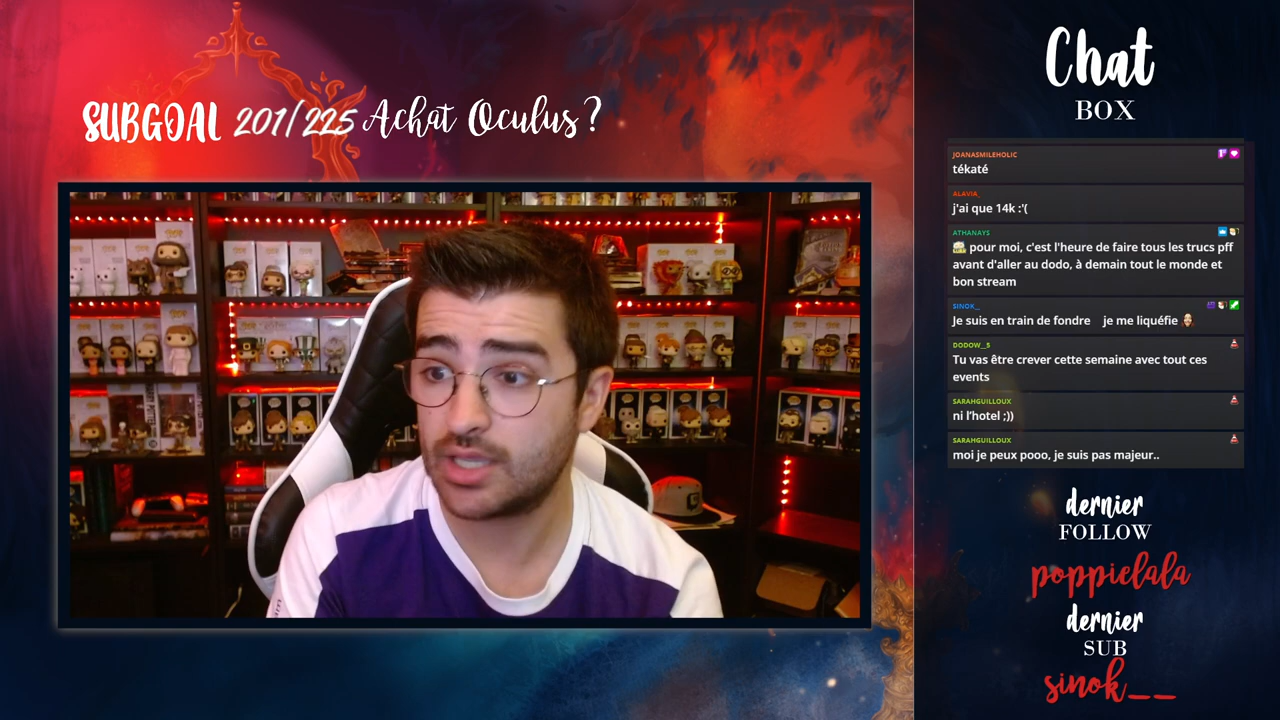 SUBGOAL 201/225 Achat Oculus?
Chat
BOX
JOANASMILEHOLIC
tékaté
ALAVIA_
j'ai que 14k :'(
ATHANAYS
pour moi, c'est l'heure de faire tous les trucs pff
avant d'aller au dodo, à demain tout le monde et
bon stream
SINOK__
Je suis en train de fondre je me liquéfie
DODOW__5
Tu vas être crever cette semaine avec tout ces
events
SARAHGUILLOUX
ni l'hotel ;))
SARAHGUILLOUX
moi je peux pooo, je suis pas majeur..
dernier
FOLLOW
poppielala
dernier
SUB
sinok__